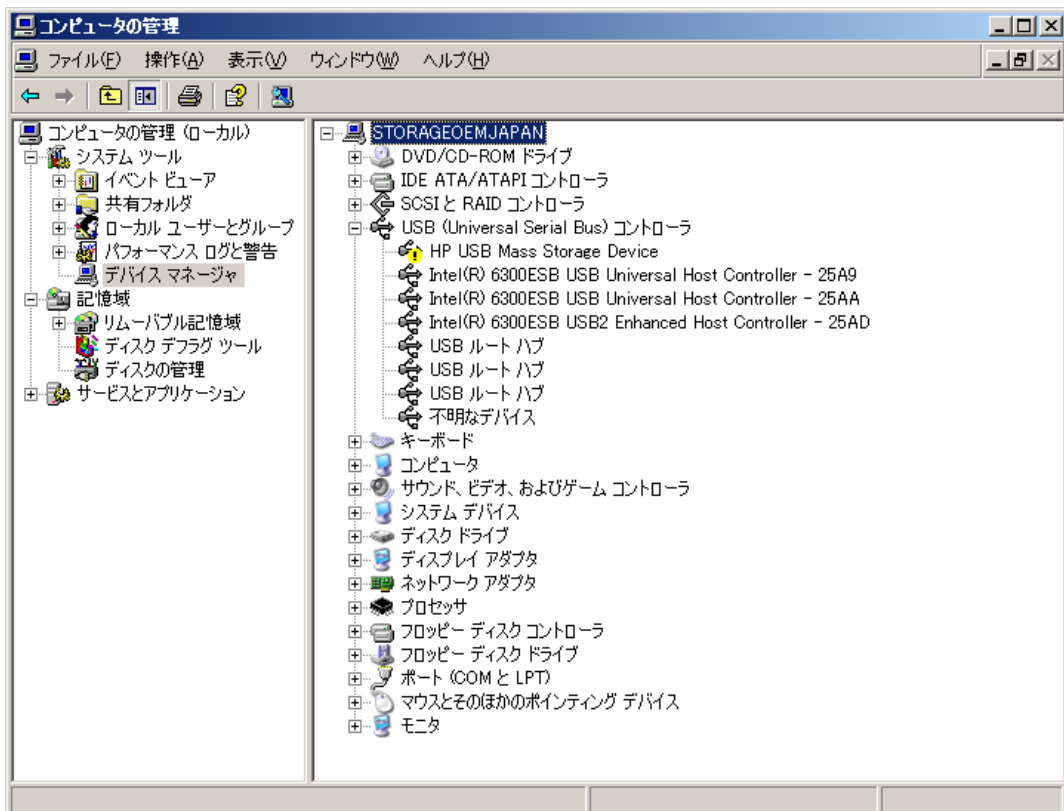 コンピュータの管理
ファイル(F) 操作(A) 表示(V) ウィンドウ(W) ヘルプ(H)
コンピュータの管理 (ローカル)
システム ツール
イベント ビューア
共有フォルダ
ローカル ユーザーとグループ
パフォーマンス ログと警告
デバイス マネージャ
記憶域
リムーバブル記憶域
ディスク デフラグ ツール
ディスクの管理
サービスとアプリケーション
STORAGEOEMJAPAN
DVD/CD-ROM ドライブ
IDE ATA/ATAPI コントローラ
SCSI と RAID コントローラ
USB (Universal Serial Bus) コントローラ
HP USB Mass Storage Device
Intel(R) 6300ESB USB Universal Host Controller - 25A9
Intel(R) 6300ESB USB Universal Host Controller - 25AA
Intel(R) 6300ESB USB2 Enhanced Host Controller - 25AD
USB ルート ハブ
USB ルート ハブ
USB ルート ハブ
不明なデバイス
キーボード
コンピュータ
サウンド、ビデオ、およびゲーム コントローラ
システム デバイス
ディスク ドライブ
ディスプレイ アダプタ
ネットワーク アダプタ
プロセッサ
フロッピー ディスク コントローラ
フロッピー ディスク ドライブ
ポート (COM と LPT)
マウスとそのほかのポインティング デバイス
モニタ